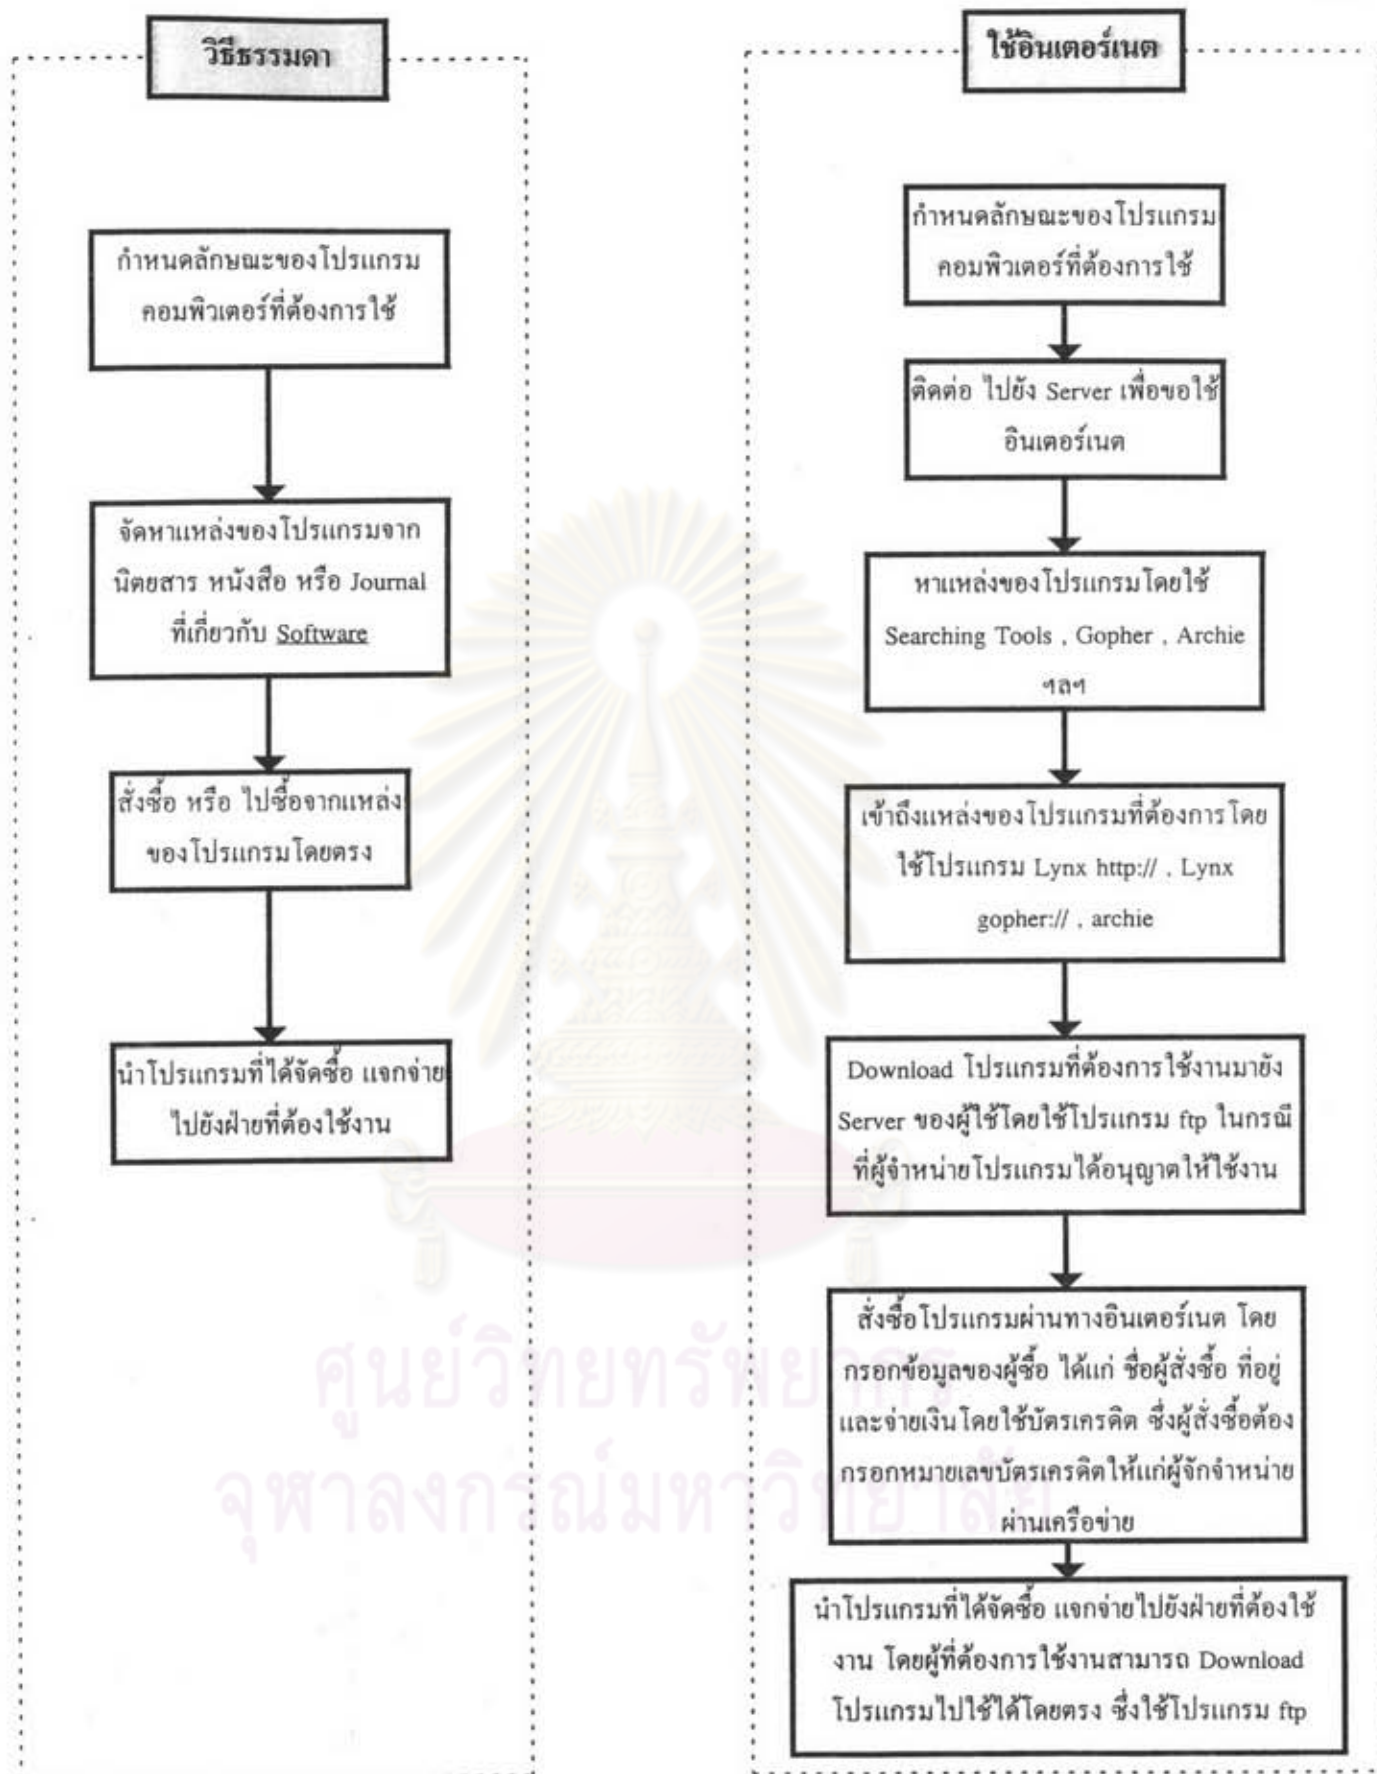 วิธีธรรมดา
กำหนดลักษณะของโปรแกรม
คอมพิวเตอร์ที่ต้องการใช้
จัดหาแหล่งของโปรแกรมจาก
นิตยสาร หนังสือ หรือ Journal
ที่เกี่ยวกับ Software
สั่งซื้อ หรือ ไปซื้อจากแหล่ง
ของโปรแกรมโดยตรง
นำโปรแกรมที่ได้จัดซื้อ แจกจ่าย
ไปยังฝ่ายที่ต้องใช้งาน
ใช้อินเตอร์เนต
กำหนดลักษณะของโปรแกรม
คอมพิวเตอร์ที่ต้องการใช้
ติดต่อ ไปยัง Server เพื่อขอใช้
อินเตอร์เนต
หาแหล่งของโปรแกรมโดยใช้
Searching Tools , Gopher , Archie
ฯลฯ
เข้าถึงแหล่งของโปรแกรมที่ต้องการโดย
ใช้โปรแกรม Lynx http:// , Lynx
gopher:// , archie
Download โปรแกรมที่ต้องการใช้งานมายัง
Server ของผู้ใช้โดยใช้โปรแกรม ftp ในกรณี
ที่ผู้จำหน่ายโปรแกรมได้อนุญาตให้ใช้งาน
สั่งซื้อโปรแกรมผ่านทางอินเตอร์เนต โดย
กรอกข้อมูลของผู้ซื้อ ได้แก่ ชื่อผู้สั่งซื้อ ที่อยู่
และจ่ายเงินโดยใช้บัตรเครดิต ซึ่งผู้สั่งซื้อต้อง
กรอกหมายเลขบัตรเครดิตให้แก่ผู้จัดจำหน่าย
ผ่านเครือข่าย
นำโปรแกรมที่ได้จัดซื้อ แจกจ่ายไปยังฝ่ายที่ต้องใช้
งาน โดยผู้ที่ต้องการใช้งานสามารถ Download
โปรแกรมไปใช้ได้โดยตรง ซึ่งใช้โปรแกรม ftp
ศูนย์วิทยทรัพยากร
จุฬาลงกรณ์มหาวิทยาลัย